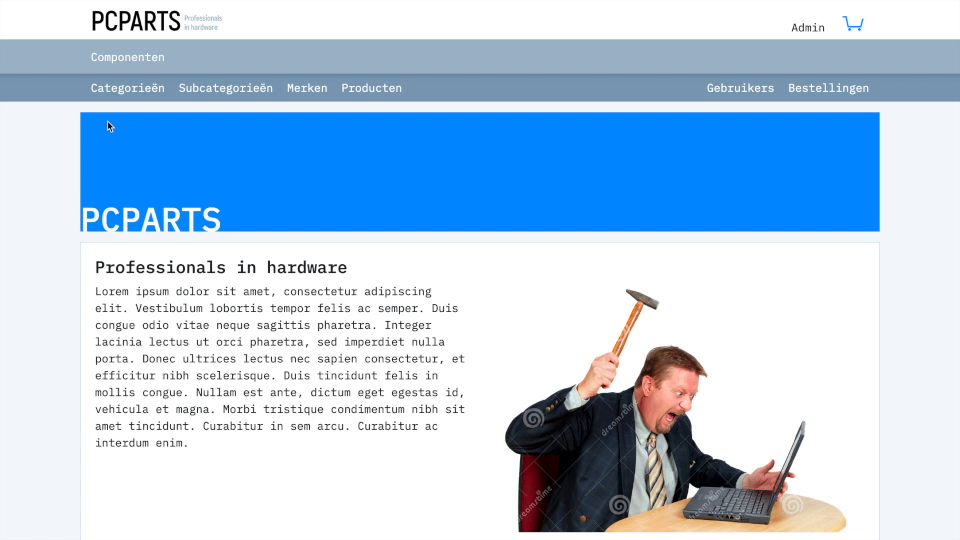 PCPARTS Professionals
in hardware
Admin
Componenten
Categorieën Subcategorieën Merken Producten Gebruikers Bestellingen
PCPARTS
Professionals in hardware
Lorem ipsum dolor sit amet, consectetur adipiscing
elit. Vestibulum lobortis tempor felis ac semper. Duis
congue odio vitae neque sagittis pharetra. Integer
lacinia lectus ut orci pharetra, sed imperdiet nulla
porta. Donec ultrices lectus nec sapien consectetur, et
efficitur nibh scelerisque. Duis tincidunt felis in
mollis congue. Nullam est ante, dictum eget egestas id,
vehicula et magna. Morbi tristique condimentum nibh sit
amet tincidunt. Curabitur in sem arcu. Curabitur ac
interdum enim.
dreamstime
dreamstime
dreamstime